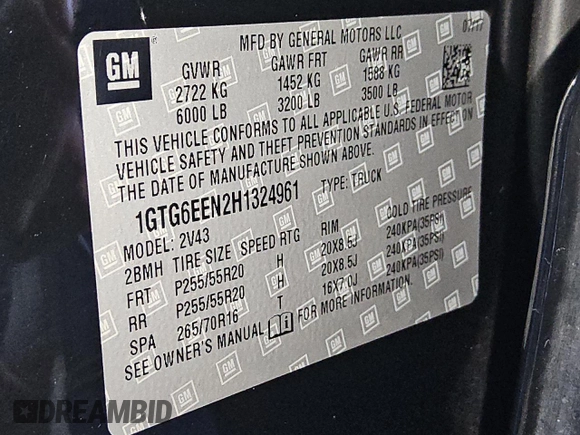 GM
MFD BY GENERAL MOTORS LLC 07/17
GVWR GAWR FRT GAWR RR
2722 KG 1452 KG 1588 KG
6000 LB 3200 LB 3500 LB
THIS VEHICLE CONFORMS TO ALL APPLICABLE U.S. FEDERAL MOTOR
VEHICLE SAFETY AND THEFT PREVENTION STANDARDS IN EFFECT ON
THE DATE OF MANUFACTURE SHOWN ABOVE.
1GTG6EEN2H1324961 TYPE: TRUCK
MODEL: 2V43
2BMH TIRE SIZE SPEED RTG RIM COLD TIRE PRESSURE
FRT P255/55R20 H 20X8.5J 240KPA(35PSI)
RR P255/55R20 H 20X8.5J 240KPA(35PSI)
SPA 265/70R16 T 16X7.0J 240KPA(35PSI)
SEE OWNER'S MANUAL FOR MORE INFORMATION.
DREAMBID